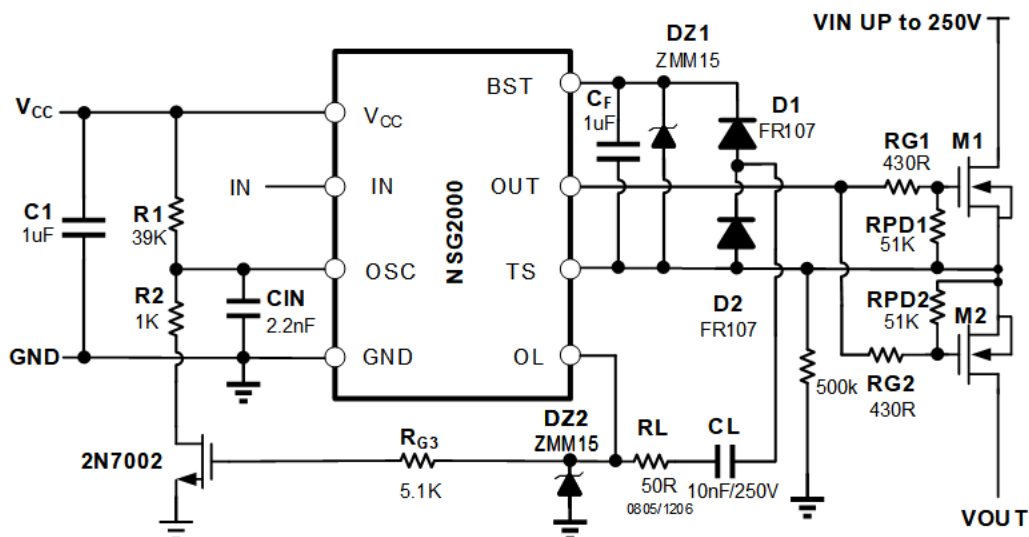 VIN UP to 250V
DZ1
ZMM15
BST
CF
1uF
D1
FR107
M1
VCC
VCC
RG1
430R
IN
IN
OUT
NSG2000
C1
1uF
R1
39K
RPD1
51K
OSC
TS
R2
1K
CIN
2.2nF
D2
FR107
RPD2
51K
M2
GND
GND
OL
500k
RG2
430R
DZ2
ZMM15
RL
CL
2N7002
RG3
5.1K
50R
0805/1206
10nF/250V
VOUT